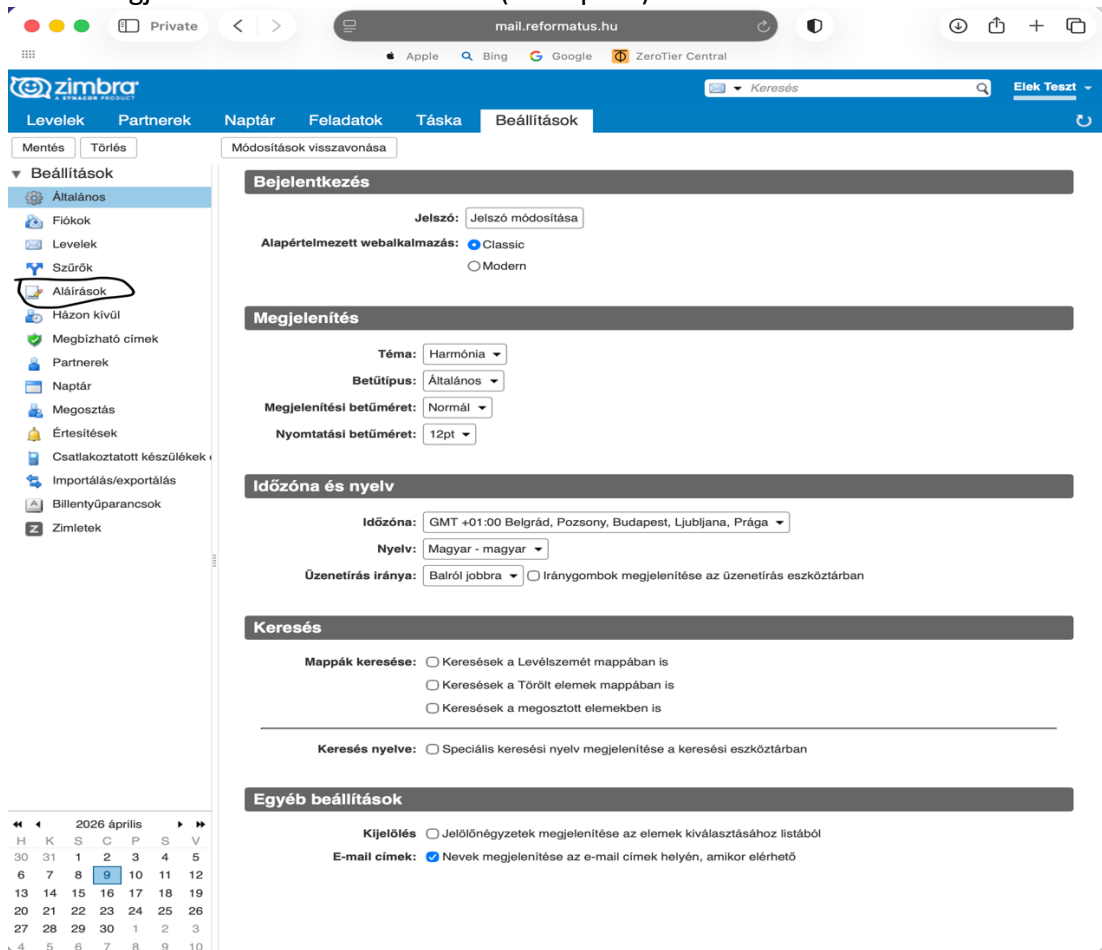 Private
mail.reformatus.hu
Apple Bing Google ZeroTier Central
zimbra
A SYNACOR PRODUCT
Keresés
Elek Teszt
Levelek Partnerek Naptár Feladatok Táska Beállítások
Mentés Törlés Módosítások visszavonása
Beállítások
Általános
Fiókok
Levelek
Szűrők
Aláírások
Házon kívül
Megbízható címek
Partnerek
Naptár
Megosztás
Értesítések
Csatlakoztatott készülékek
Importálás/exportálás
Billentyűparancsok
Zimletek
Bejelentkezés
Jelszó: Jelszó módosítása
Alapértelmezett webalkalmazás: Classic
Modern
Megjelenítés
Téma: Harmónia
Betűtípus: Általános
Megjelenítési betűméret: Normál
Nyomtatási betűméret: 12pt
Időzóna és nyelv
Időzóna: GMT +01:00 Belgrád, Pozsony, Budapest, Ljubljana, Prága
Nyelv: Magyar - magyar
Üzenetírás iránya: Balról jobbra Iránygombok megjelenítése az üzenetírás eszköztárban
Keresés
Mappák keresése: Keresések a Levélszemét mappában is
Keresések a Törölt elemek mappában is
Keresések a megosztott elemekben is
Keresés nyelve: Speciális keresési nyelv megjelenítése a keresési eszköztárban
Egyéb beállítások
Kijelölés Jelölőnégyzetek megjelenítése az elemek kiválasztásához listából
E-mail címek: Nevek megjelenítése az e-mail címek helyén, amikor elérhető
2026 április
H K S C P S V
30 31 1 2 3 4 5
6 7 8 9 10 11 12
13 14 15 16 17 18 19
20 21 22 23 24 25 26
27 28 29 30 1 2 3
4 5 6 7 8 9 10